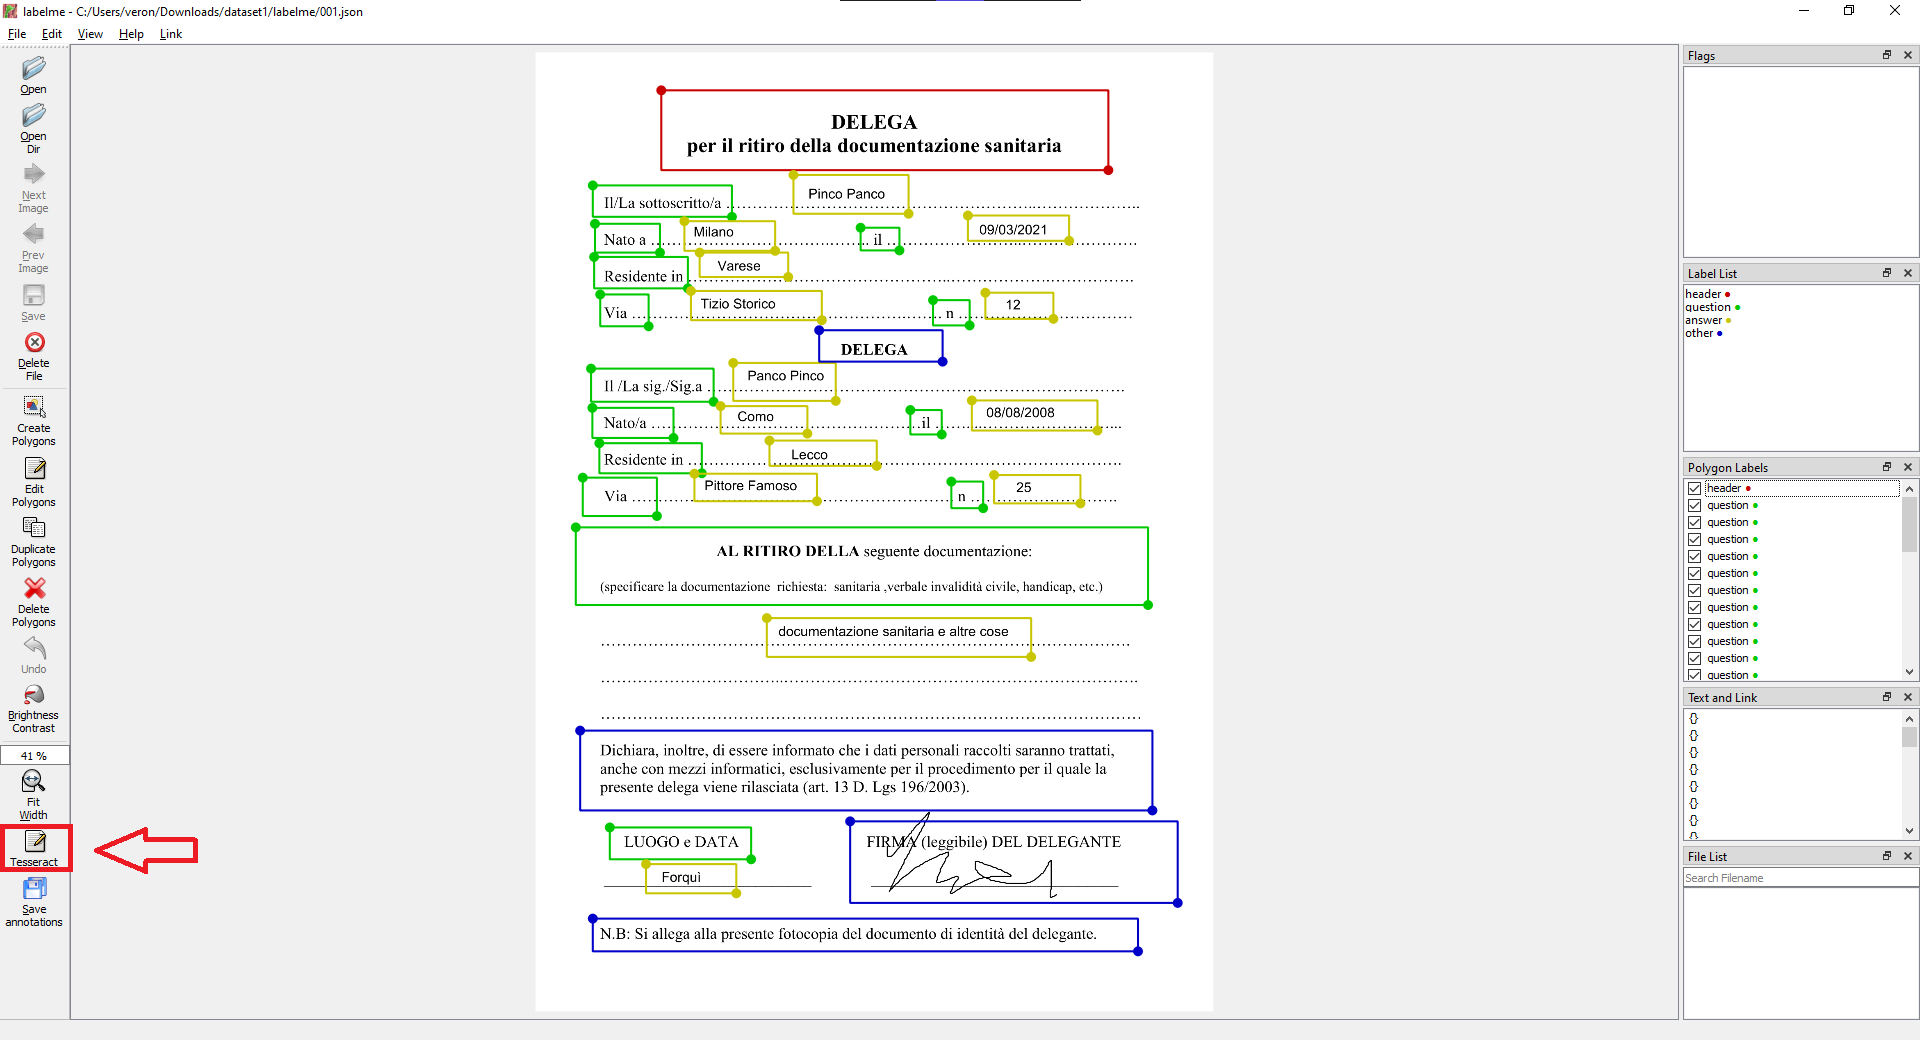 labelme - C:/Users/veron/Downloads/dataset1/labelme/001.json
File Edit View Help Link
Open
Open
Dir
Next
Image
Prev
Image
Save
Delete
File
Create
Polygons
Edit
Polygons
Duplicate
Polygons
Delete
Polygons
Undo
Brightness
Contrast
41 %
Fit
Width
Tesseract
Save
annotations
DELEGA
per il ritiro della documentazione sanitaria
Il/La sottoscritto/a Pinco Panco
Nato a Milano il 09/03/2021
Residente in Varese
Via Tizio Storico n 12
DELEGA
Il /La sig./Sig.a Panco Pinco
Nato/a Como il 08/08/2008
Residente in Lecco
Via Pittore Famoso n 25
AL RITIRO DELLA seguente documentazione:
(specificare la documentazione richiesta: sanitaria ,verbale invalidità civile, handicap, etc.)
documentazione sanitaria e altre cose
Dichiara, inoltre, di essere informato che i dati personali raccolti saranno trattati,
anche con mezzi informatici, esclusivamente per il procedimento per il quale la
presente delega viene rilasciata (art. 13 D. Lgs 196/2003).
LUOGO e DATA FIRMA (leggibile) DEL DELEGANTE
Forquì
N.B: Si allega alla presente fotocopia del documento di identità del delegante.
Flags
Label List
header
question
answer
other
Polygon Labels
header
question
question
question
question
question
question
question
question
question
question
question
Text and Link
{}
{}
{}
{}
{}
{}
{}
{}
File List
Search Filename